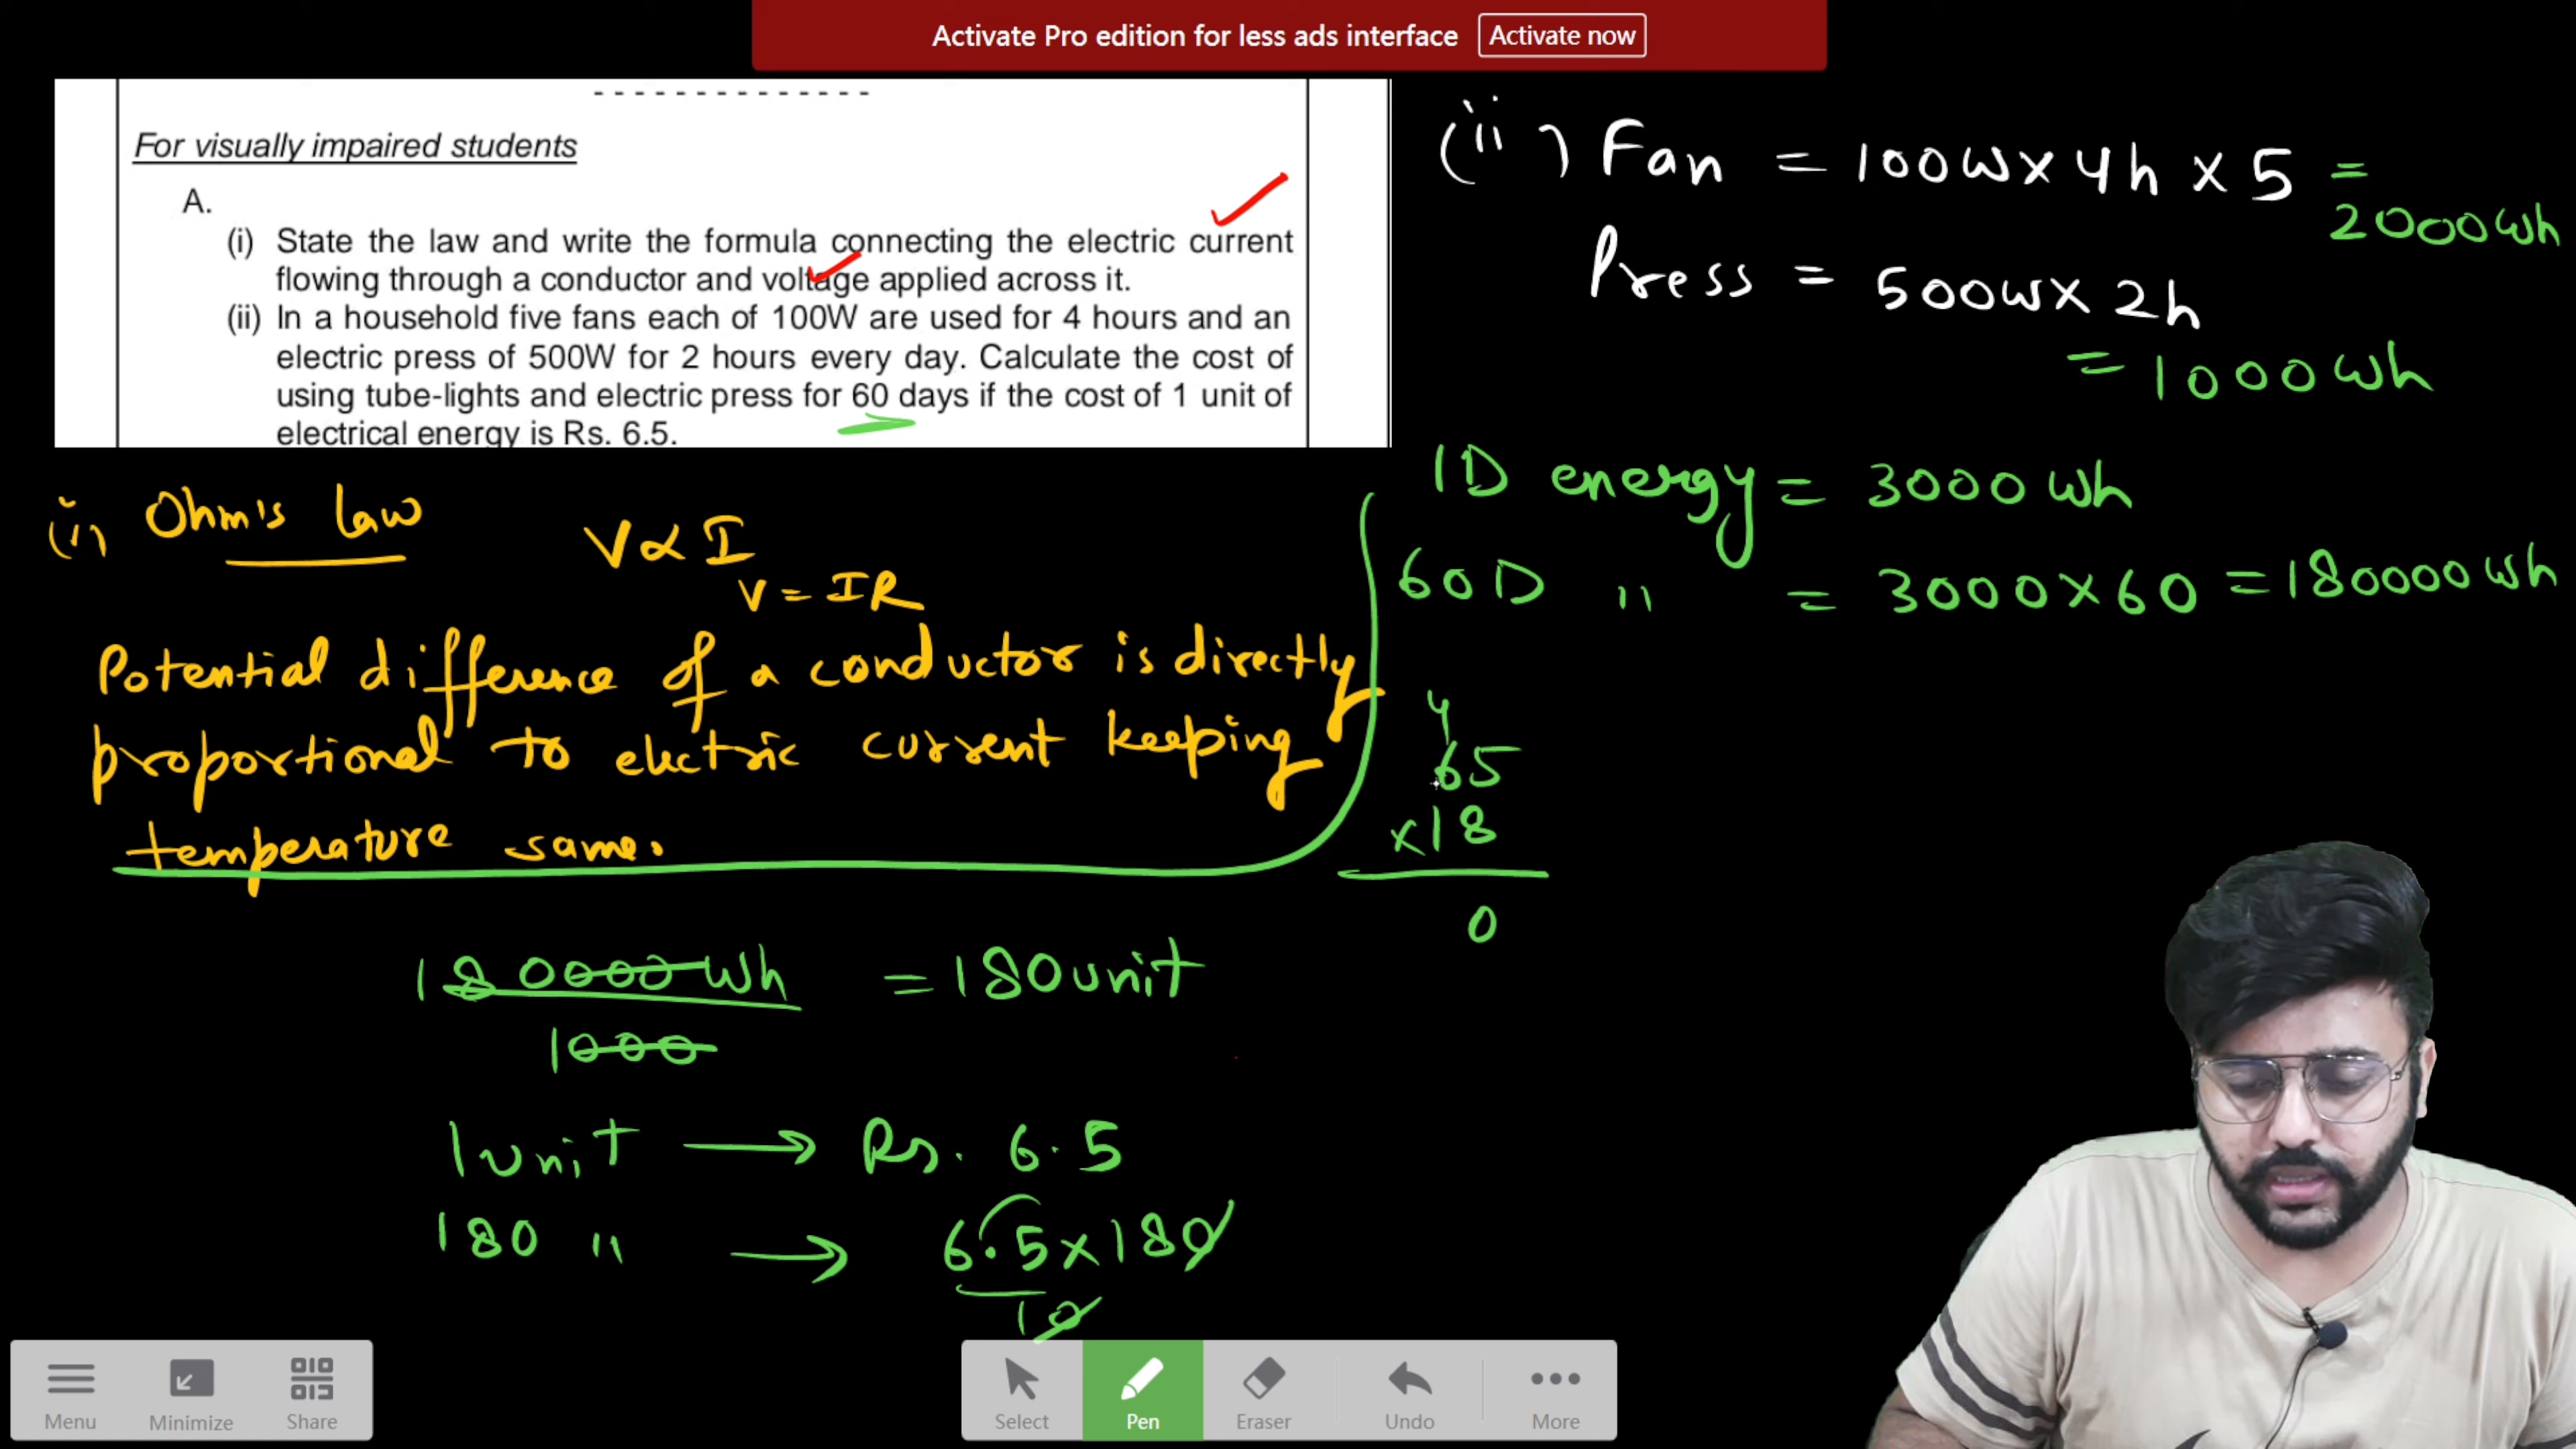 Activate Pro edition for less ads interface Activate now
For visually impaired students
A.
(i) State the law and write the formula connecting the electric current
flowing through a conductor and voltage applied across it.
(ii) In a household five fans each of 100W are used for 4 hours and an
electric press of 500W for 2 hours every day. Calculate the cost of
using tube-lights and electric press for 60 days if the cost of 1 unit of
electrical energy is Rs. 6.5.
(i) Ohm's law
V ∝ I
V = IR
Potential difference of a conductor is directly
proportional to electric current keeping
temperature same.
(ii) Fan = 100W × 4h × 5 =
2000Wh
Press = 500W × 2h
= 1000Wh
1D energy = 3000 Wh
60D " = 3000 × 60 = 180000 Wh
4
65
×18
0
180000 Wh = 180 unit
1000
1 unit → Rs. 6.5
180 " → 6.5 × 180
10
Menu Minimize Share
Select Pen Eraser Undo More